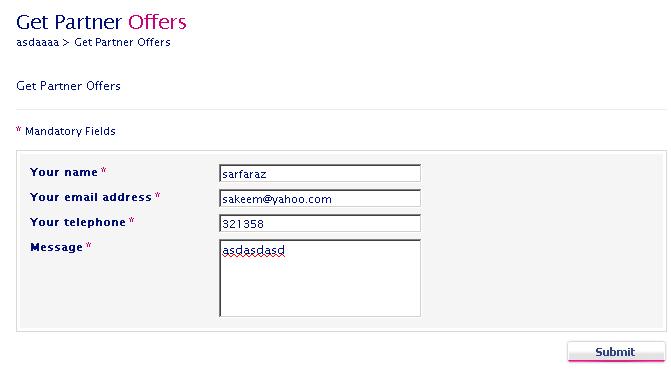 Get Partner Offers
asdaaaa > Get Partner Offers
Get Partner Offers
* Mandatory Fields
Your name * sarfaraz
Your email address * sakeem@yahoo.com
Your telephone * 321358
Message * asdasdasd
Submit